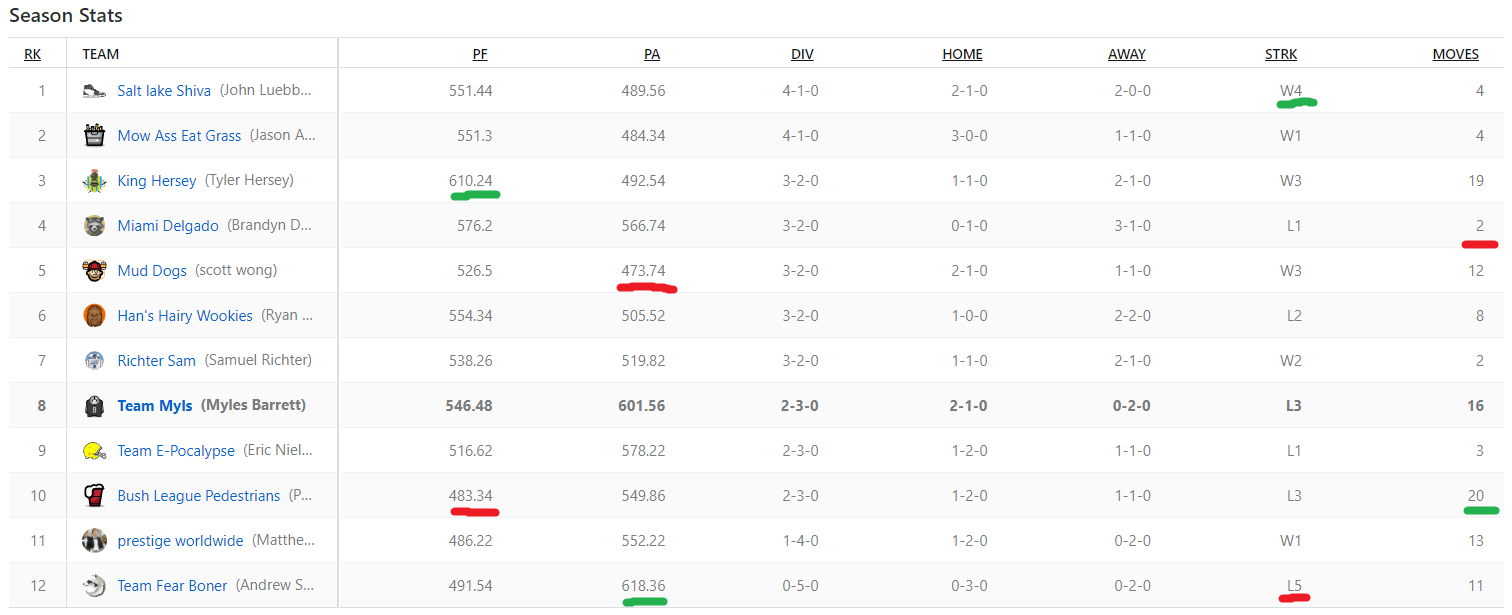 Season Stats
RK TEAM PF PA DIV HOME AWAY STRK MOVES
1 Salt lake Shiva (John Luebb... 551.44 489.56 4-1-0 2-1-0 2-0-0 W4 4
2 Mow Ass Eat Grass (Jason A... 551.3 484.34 4-1-0 3-0-0 1-1-0 W1 4
3 King Hersey (Tyler Hersey) 610.24 492.54 3-2-0 1-1-0 2-1-0 W3 19
4 Miami Delgado (Brandyn D... 576.2 566.74 3-2-0 0-1-0 3-1-0 L1 2
5 Mud Dogs (scott wong) 526.5 473.74 3-2-0 2-1-0 1-1-0 W3 12
6 Han's Hairy Wookies (Ryan ... 554.34 505.52 3-2-0 1-0-0 2-2-0 L2 8
7 Richter Sam (Samuel Richter) 538.26 519.82 3-2-0 1-1-0 2-1-0 W2 2
8 Team Myls (Myles Barrett) 546.48 601.56 2-3-0 2-1-0 0-2-0 L3 16
9 Team E-Pocalypse (Eric Niel... 516.62 578.22 2-3-0 1-2-0 1-1-0 L1 3
10 Bush League Pedestrians (P... 483.34 549.86 2-3-0 1-2-0 1-1-0 L3 20
11 prestige worldwide (Matthe... 486.22 552.22 1-4-0 1-2-0 0-2-0 W1 13
12 Team Fear Boner (Andrew S... 491.54 618.36 0-5-0 0-3-0 0-2-0 L5 11